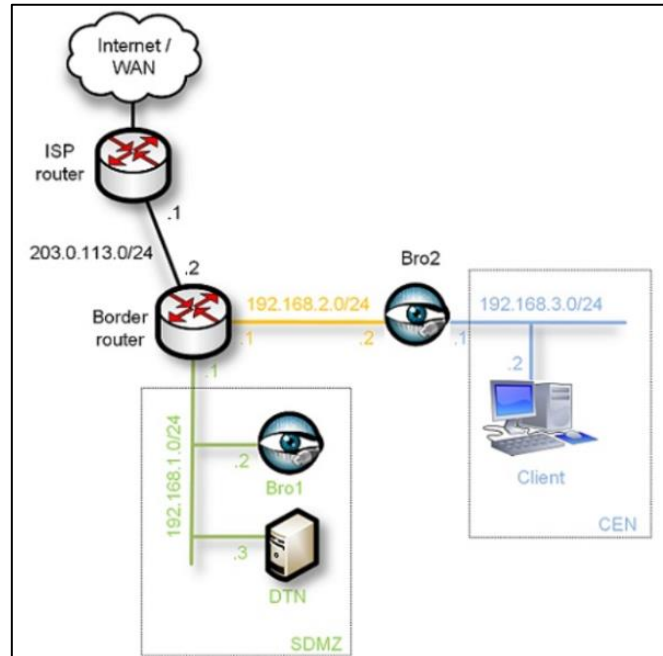 Internet /
WAN
ISP
router
.1
203.0.113.0/24
.2
Bro2
192.168.2.0/24
192.168.3.0/24
Border
router
.1
.2
.1
.1
.2
192.168.1.0/24
.2
Bro1
Client
CEN
.3
DTN
SDMZ